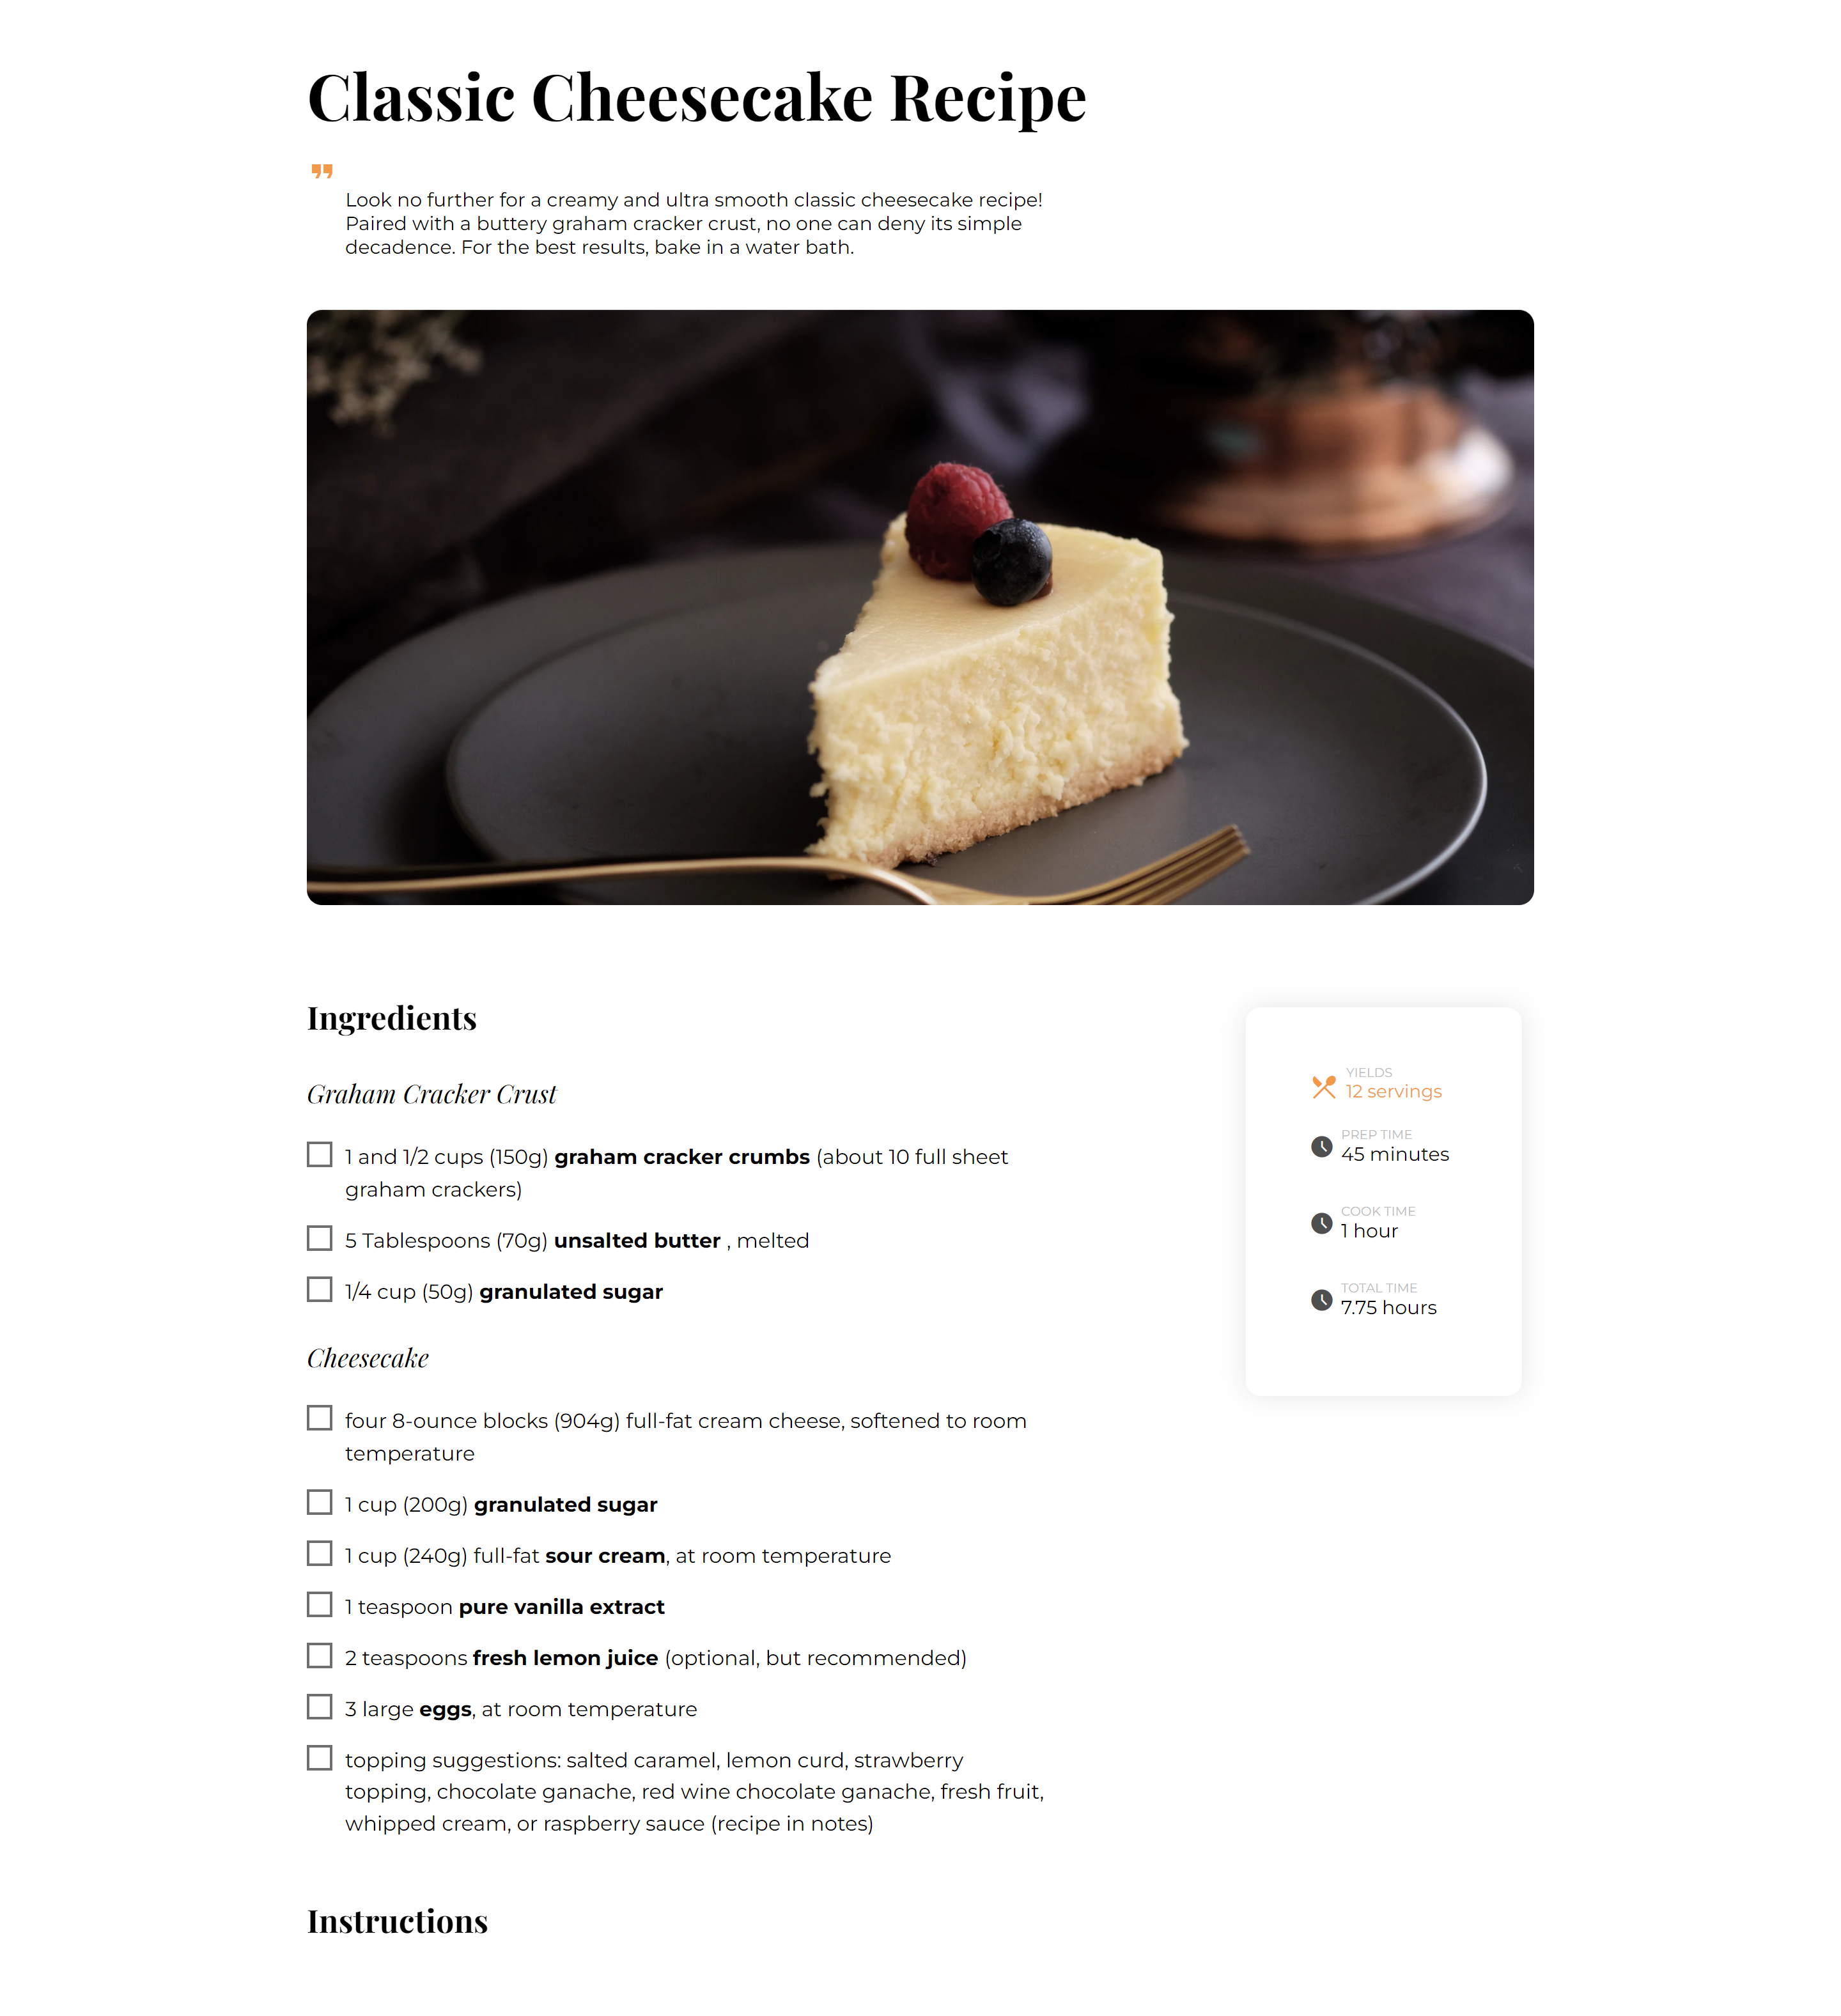 Classic Cheesecake Recipe
Look no further for a creamy and ultra smooth classic cheesecake recipe!
Paired with a buttery graham cracker crust, no one can deny its simple
decadence. For the best results, bake in a water bath.
Ingredients
Graham Cracker Crust
1 and 1/2 cups (150g) graham cracker crumbs (about 10 full sheet
graham crackers)
5 Tablespoons (70g) unsalted butter , melted
1/4 cup (50g) granulated sugar
Cheesecake
four 8-ounce blocks (904g) full-fat cream cheese, softened to room
temperature
1 cup (200g) granulated sugar
1 cup (240g) full-fat sour cream, at room temperature
1 teaspoon pure vanilla extract
2 teaspoons fresh lemon juice (optional, but recommended)
3 large eggs, at room temperature
topping suggestions: salted caramel, lemon curd, strawberry
topping, chocolate ganache, red wine chocolate ganache, fresh fruit,
whipped cream, or raspberry sauce (recipe in notes)
YIELDS
12 servings
PREP TIME
45 minutes
COOK TIME
1 hour
TOTAL TIME
7.75 hours
Instructions